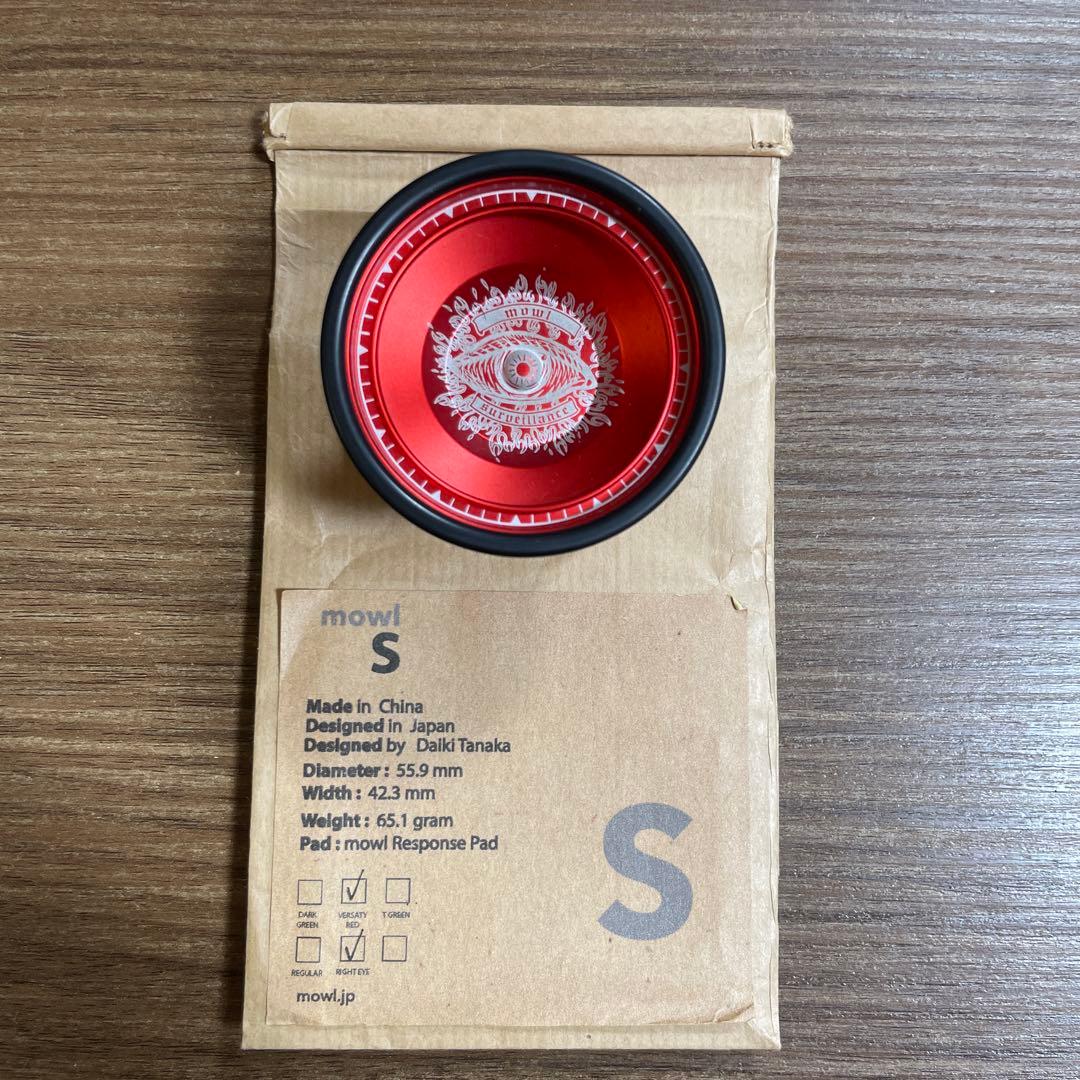 mowl
surveillance
mowl
S
Made in China
Designed in Japan
Designed by Daiki Tanaka
Diameter : 55.9 mm
Width : 42.3 mm
Weight : 65.1 gram
Pad : mowl Response Pad
S
DARK GREEN
VERSATY RED
T GREEN
REGULAR
RIGHT EYE
mowl.jp